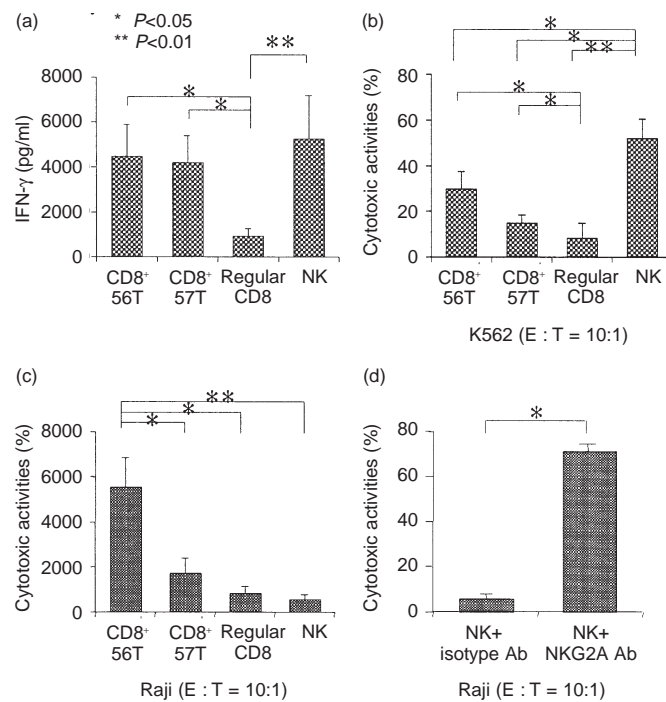 (a)
* P<0.05
** P<0.01
**
*
*
8000
6000
4000
2000
0
IFN-γ (pg/ml)
CD8+ 56T
CD8+ 57T
Regular CD8
NK
(b)
*
*
**
*
*
80
60
40
20
0
Cytotoxic activities (%)
CD8+ 56T
CD8+ 57T
Regular CD8
NK
K562 (E : T = 10:1)
(c)
**
*
*
8000
6000
4000
2000
0
Cytotoxic activities (%)
CD8+ 56T
CD8+ 57T
Regular CD8
NK
Raji (E : T = 10:1)
(d)
*
80
60
40
20
0
Cytotoxic activities (%)
NK+ isotype Ab
NK+ NKG2A Ab
Raji (E : T = 10:1)